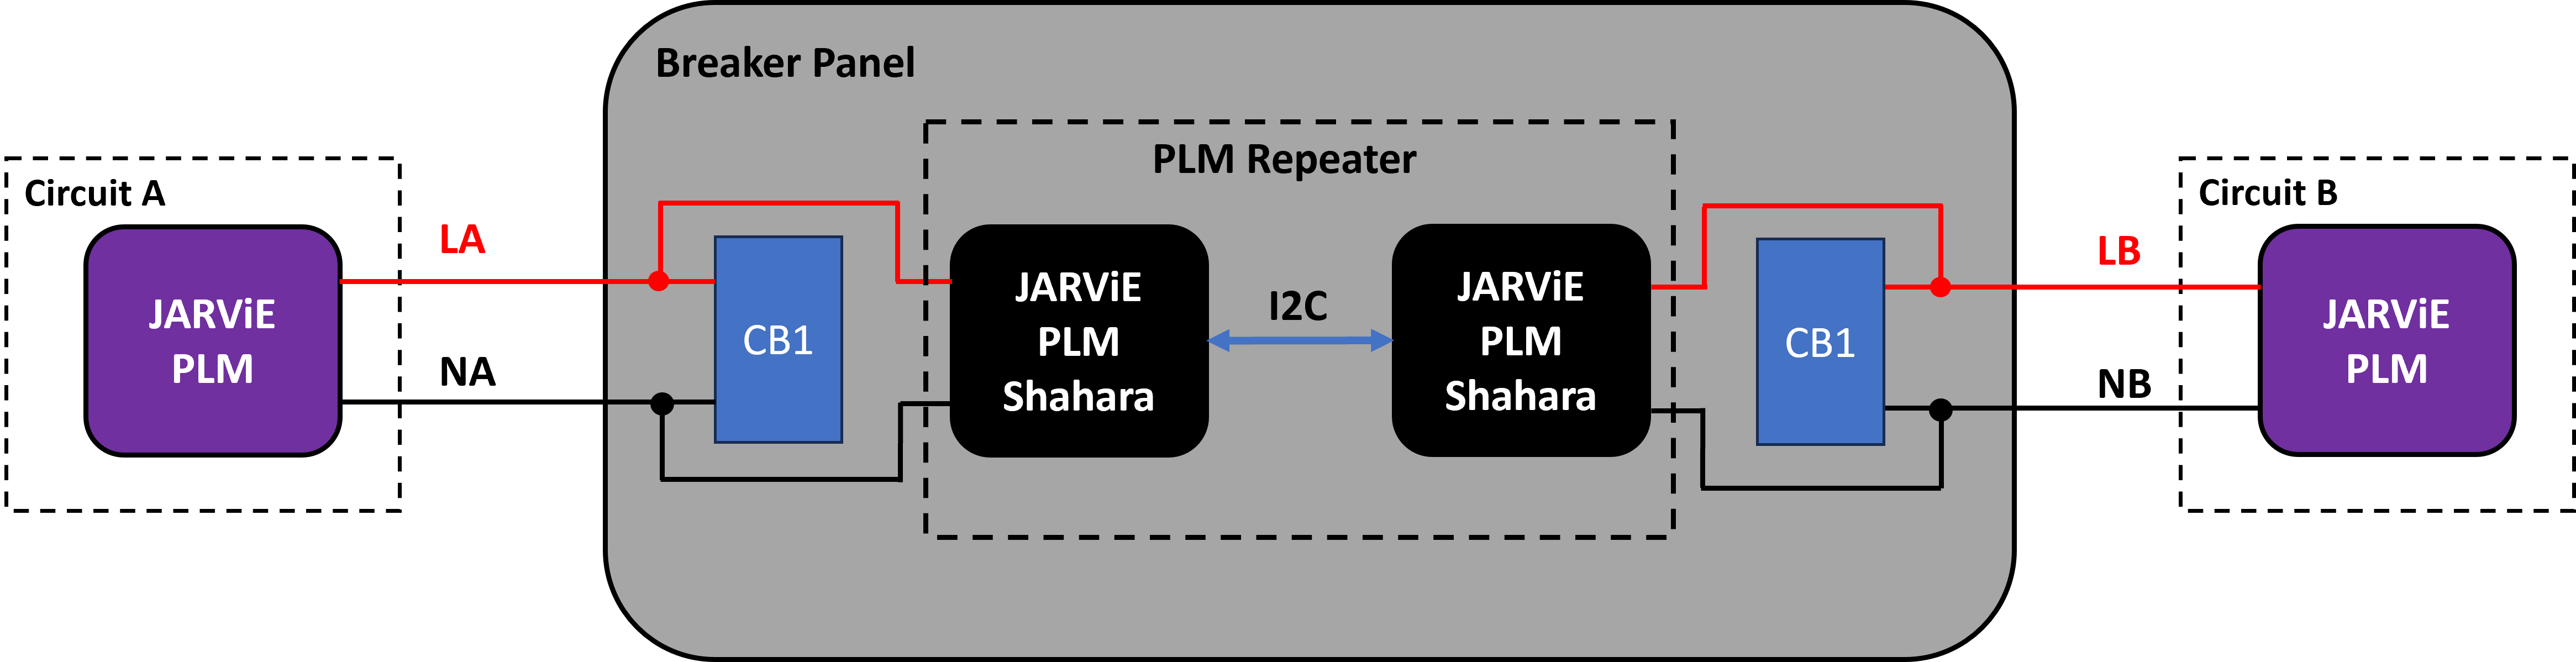 Breaker Panel
PLM Repeater
Circuit A
JARViE
PLM
LA
NA
CB1
JARViE
PLM
Shahara
I2C
JARViE
PLM
Shahara
CB1
LB
NB
Circuit B
JARViE
PLM